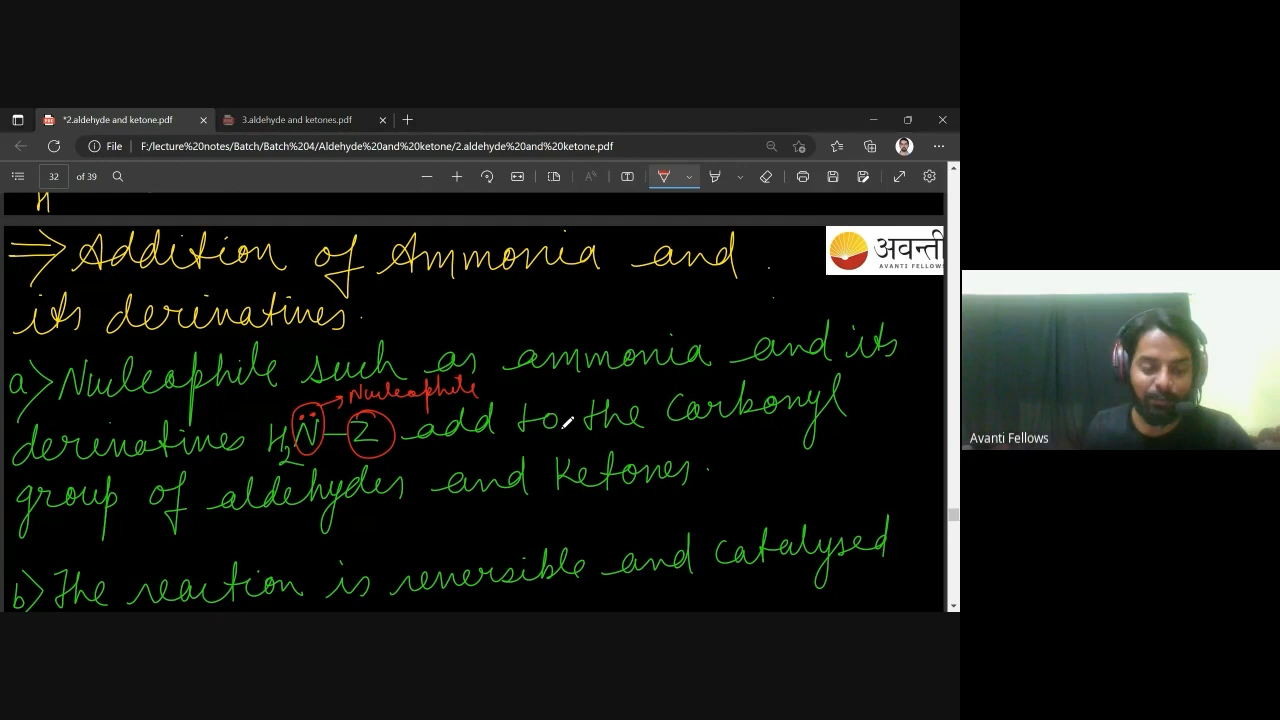 *2.aldehyde and ketone.pdf
3.aldehyde and ketones.pdf
File
F:/lecture%20notes/Batch/Batch%204/Aldehyde%20and%20ketone/2.aldehyde%20and%20ketone.pdf
32 of 39
H
⇒ Addition of Ammonia and
its derivatives.
अवन्ती
AVANTI FELLOWS
a> Nucleophile such as ammonia and its
Nucleophile
derivatives H₂N̈-Z add to the carbonyl
group of aldehydes and Ketones.
b> The reaction is reversible and catalysed
Avanti Fellows